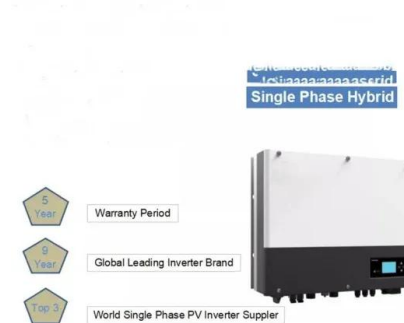 Single Phase Hybrid
5
Year
Warranty Period
9
Year
Global Leading Inverter Brand
Top 3
World Single Phase PV Inverter Suppler